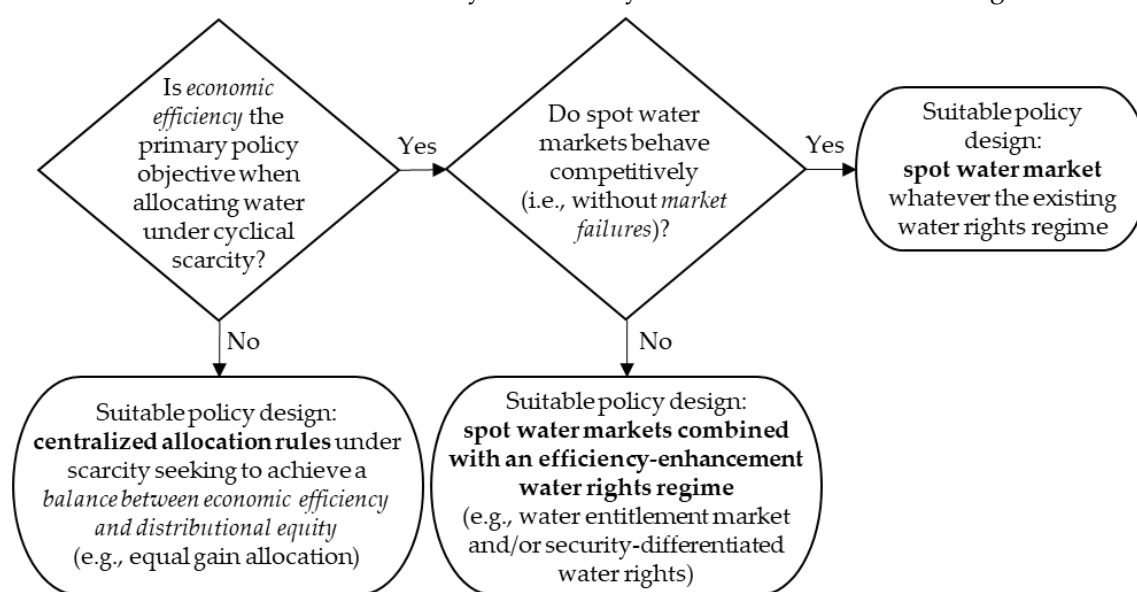 Is economic
efficiency the
primary policy
objective when
allocating water
under cyclical
scarcity?
Yes
Do spot water
markets behave
competitively
(i.e., without market
failures)?
Yes
Suitable policy
design:
spot water market
whatever the existing
water rights regime
No
No
Suitable policy design:
centralized allocation rules under
scarcity seeking to achieve a
balance between economic efficiency
and distributional equity
(e.g., equal gain allocation)
Suitable policy design:
spot water markets combined
with an efficiency-enhancement
water rights regime
(e.g., water entitlement market
and/or security-differentiated
water rights)